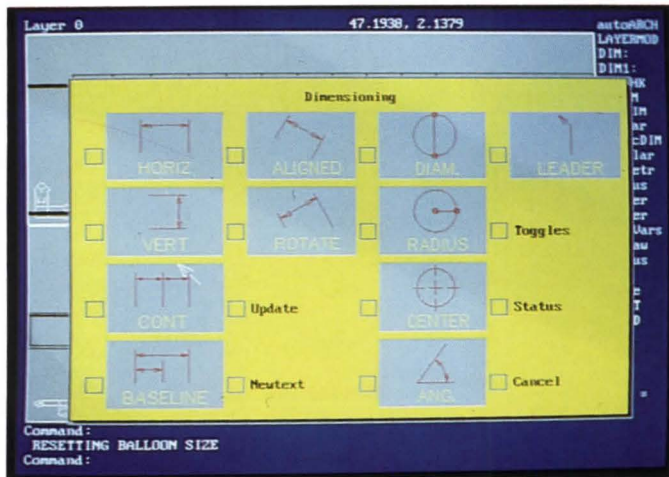 Layer 0 47.1938, 2.1379 autoARCH
LAYERMOD
DIM:
DIM1:
Dimensioning
HORIZ. ALIGNED DIAM. LEADER
VERT ROTATE RADIUS Toggles
CONT Update CENTER Status
BASELINE Newtext ANG. Cancel
Command:
RESETTING BALLOON SIZE
Command: